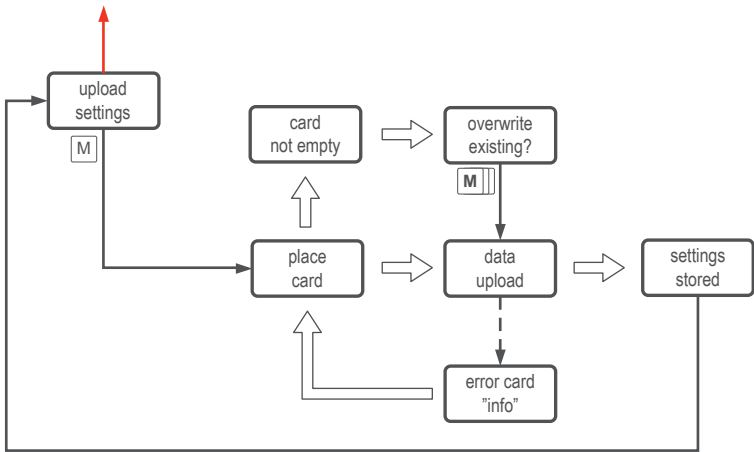 upload
settings
M
card
not empty
overwrite
existing?
M
place
card
data
upload
settings
stored
error card
"info"